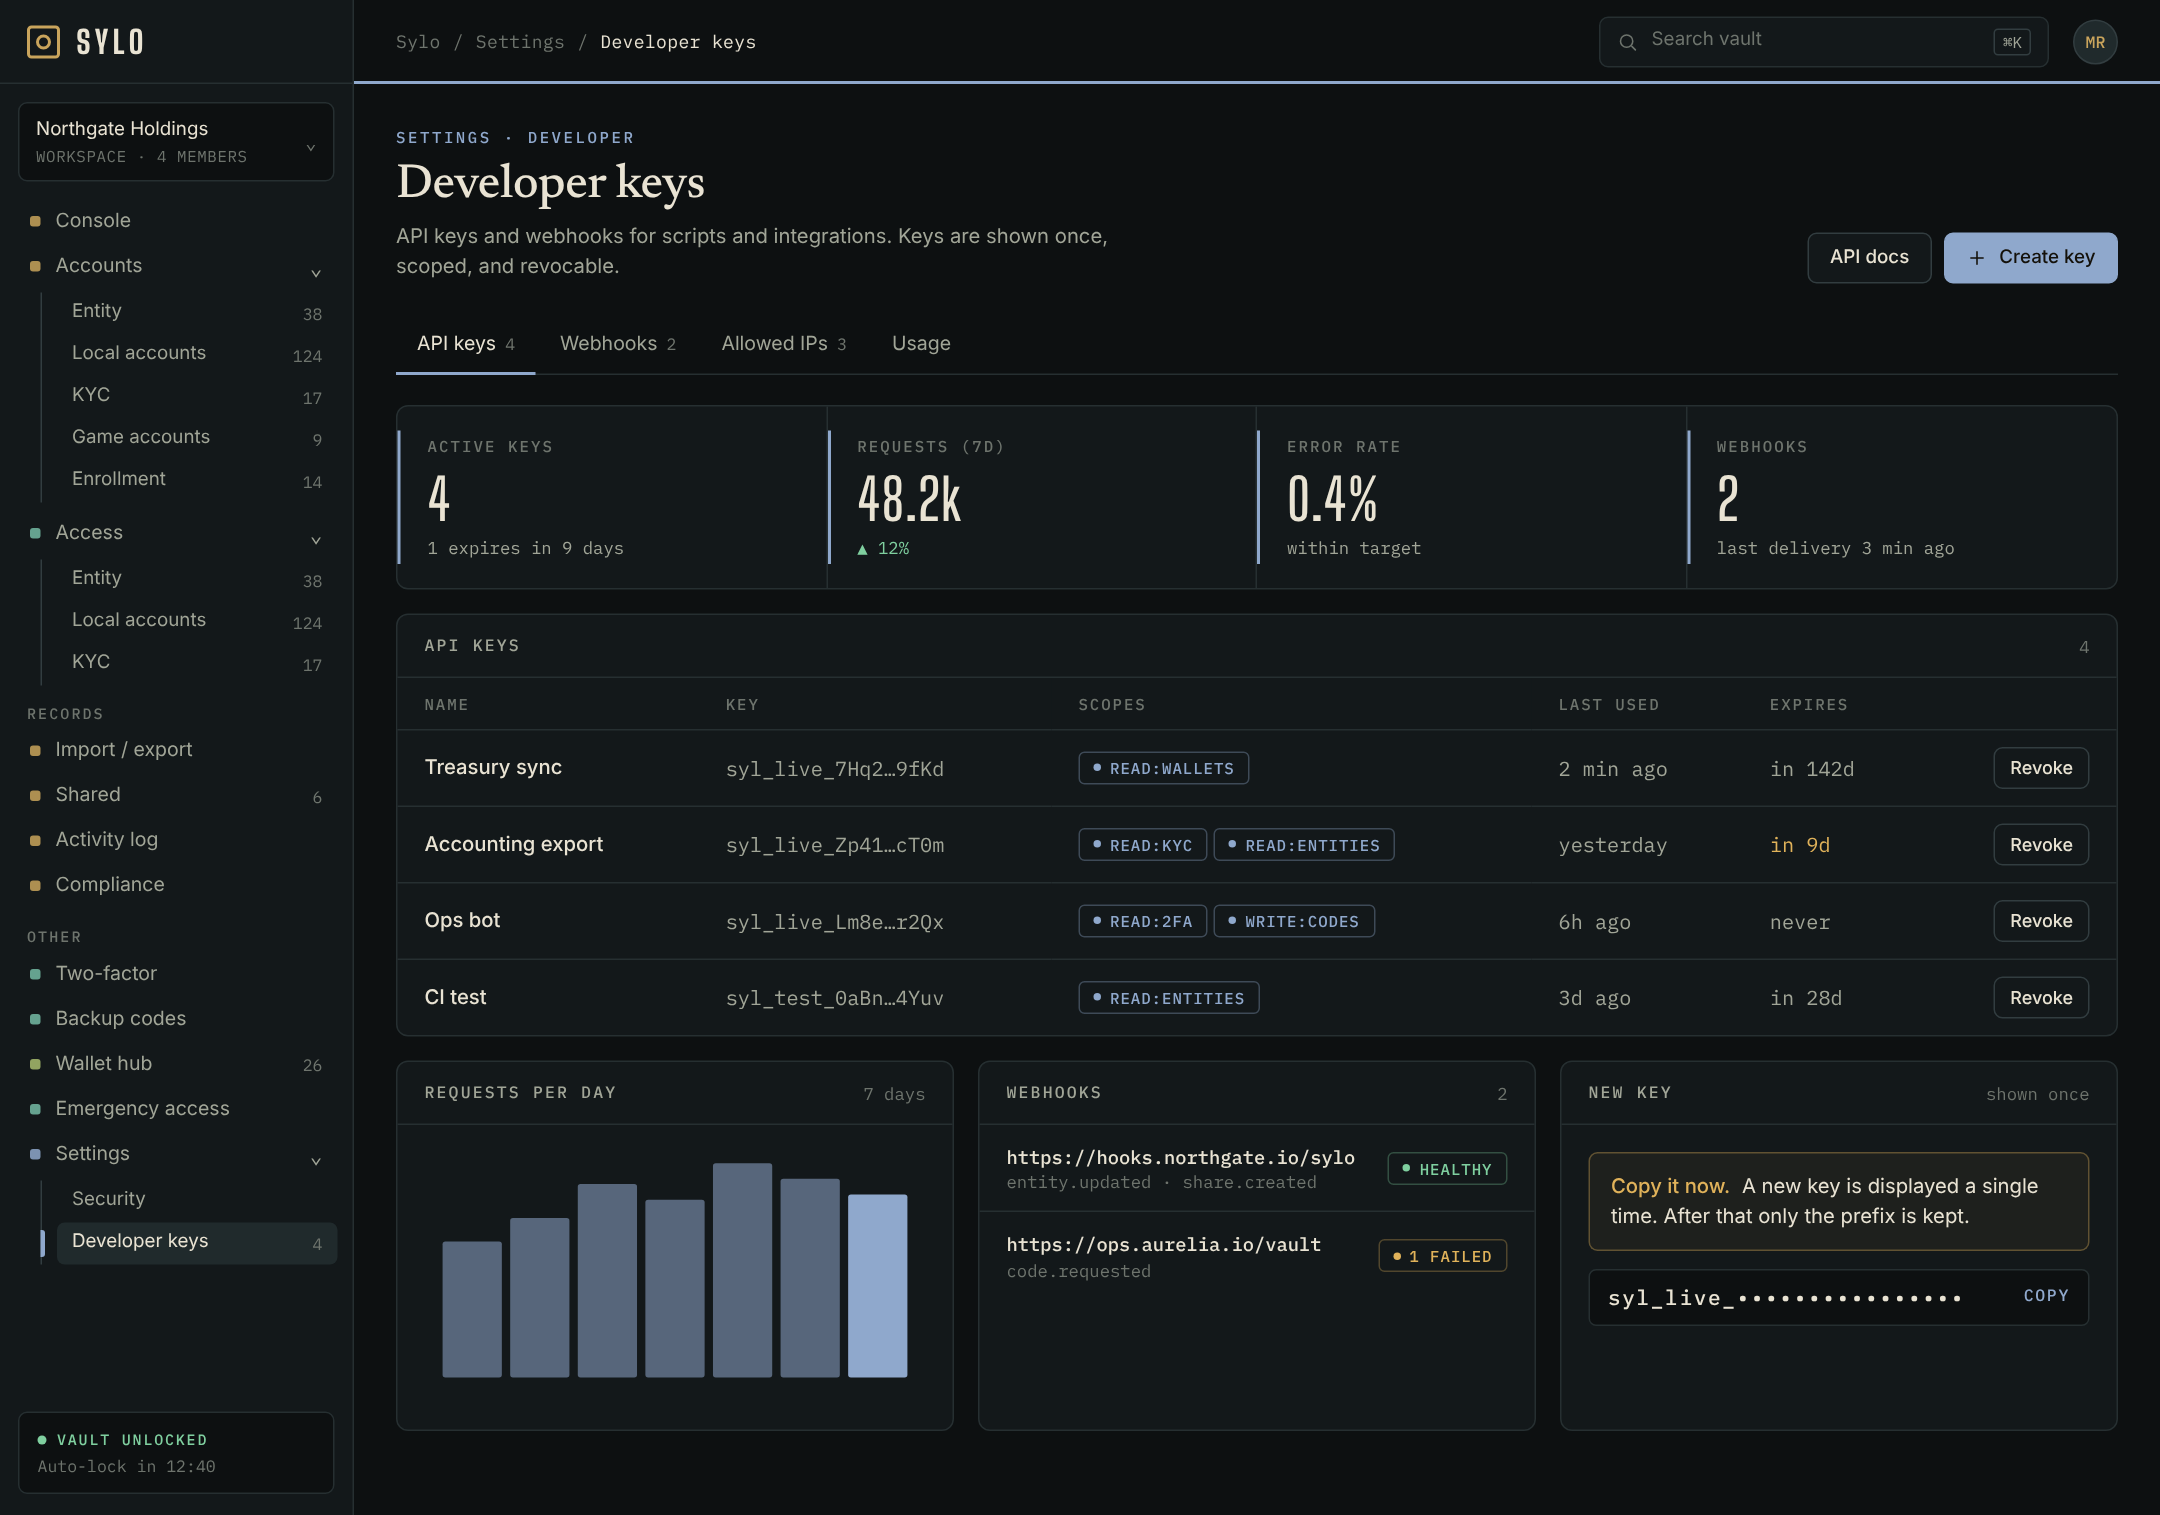 SYLO
Sylo / Settings / Developer keys
Search vault
⌘K
MR
Northgate Holdings
WORKSPACE · 4 MEMBERS
Console
Accounts
Entity 38
Local accounts 124
KYC 17
Game accounts 9
Enrollment 14
Access
Entity 38
Local accounts 124
KYC 17
RECORDS
Import / export
Shared 6
Activity log
Compliance
OTHER
Two-factor
Backup codes
Wallet hub 26
Emergency access
Settings
Security
Developer keys 4
VAULT UNLOCKED
Auto-lock in 12:40
SETTINGS · DEVELOPER
Developer keys
API keys and webhooks for scripts and integrations. Keys are shown once,
scoped, and revocable.
API docs
+ Create key
API keys 4 Webhooks 2 Allowed IPs 3 Usage
ACTIVE KEYS
4
1 expires in 9 days
REQUESTS (7D)
48.2k
▲ 12%
ERROR RATE
0.4%
within target
WEBHOOKS
2
last delivery 3 min ago
API KEYS 4
NAME KEY SCOPES LAST USED EXPIRES
Treasury sync syl_live_7Hq2…9fKd READ:WALLETS 2 min ago in 142d Revoke
Accounting export syl_live_Zp41…cT0m READ:KYC READ:ENTITIES yesterday in 9d Revoke
Ops bot syl_live_Lm8e…r2Qx READ:2FA WRITE:CODES 6h ago never Revoke
CI test syl_test_0aBn…4Yuv READ:ENTITIES 3d ago in 28d Revoke
REQUESTS PER DAY 7 days
WEBHOOKS 2
https://hooks.northgate.io/sylo HEALTHY
entity.updated · share.created
https://ops.aurelia.io/vault 1 FAILED
code.requested
NEW KEY shown once
Copy it now. A new key is displayed a single
time. After that only the prefix is kept.
syl_live_•••••••••••••••• COPY